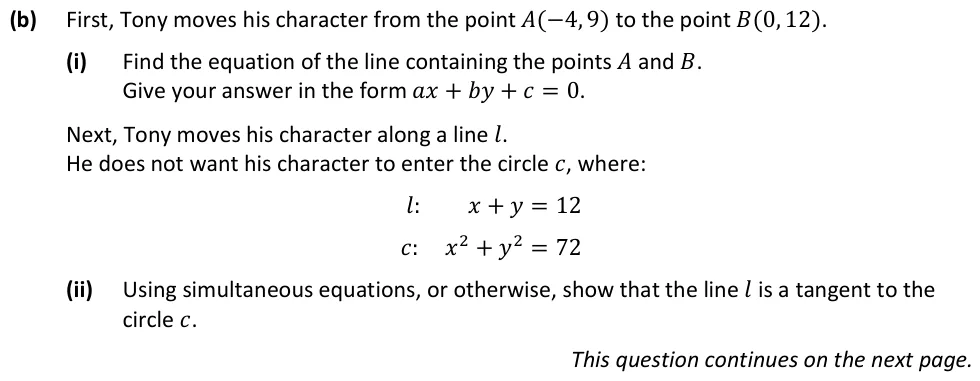 (b) First, Tony moves his character from the point A(−4, 9) to the point B(0, 12).
(i) Find the equation of the line containing the points A and B.
Give your answer in the form ax + by + c = 0.
Next, Tony moves his character along a line l.
He does not want his character to enter the circle c, where:
l: x + y = 12
c: x² + y² = 72
(ii) Using simultaneous equations, or otherwise, show that the line l is a tangent to the
circle c.
This question continues on the next page.